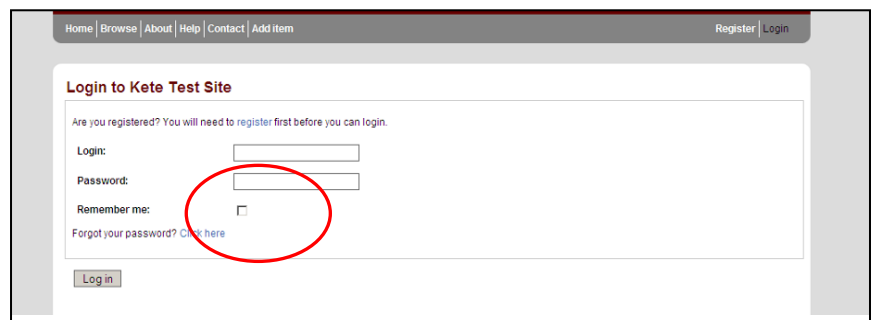 Home | Browse | About | Help | Contact | Add item Register | Login
Login to Kete Test Site
Are you registered? You will need to register first before you can login.
Login:
Password:
Remember me:
Forgot your password? Click here
Log in